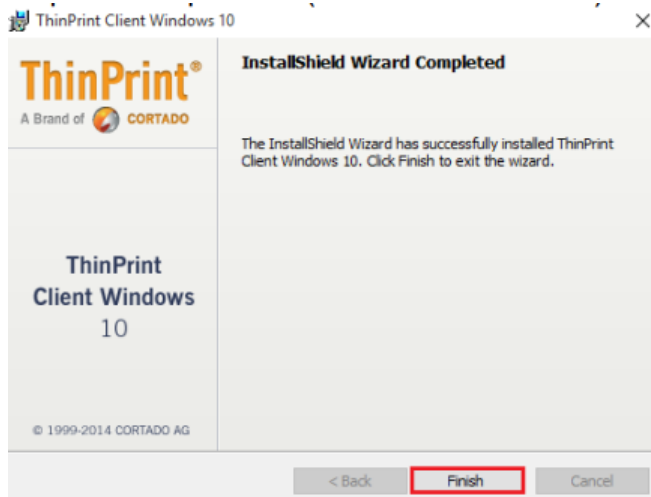 ThinPrint Client Windows 10
ThinPrint®
A Brand of CORTADO
InstallShield Wizard Completed
The InstallShield Wizard has successfully installed ThinPrint
Client Windows 10. Click Finish to exit the wizard.
ThinPrint
Client Windows
10
© 1999-2014 CORTADO AG
< Back
Finish
Cancel